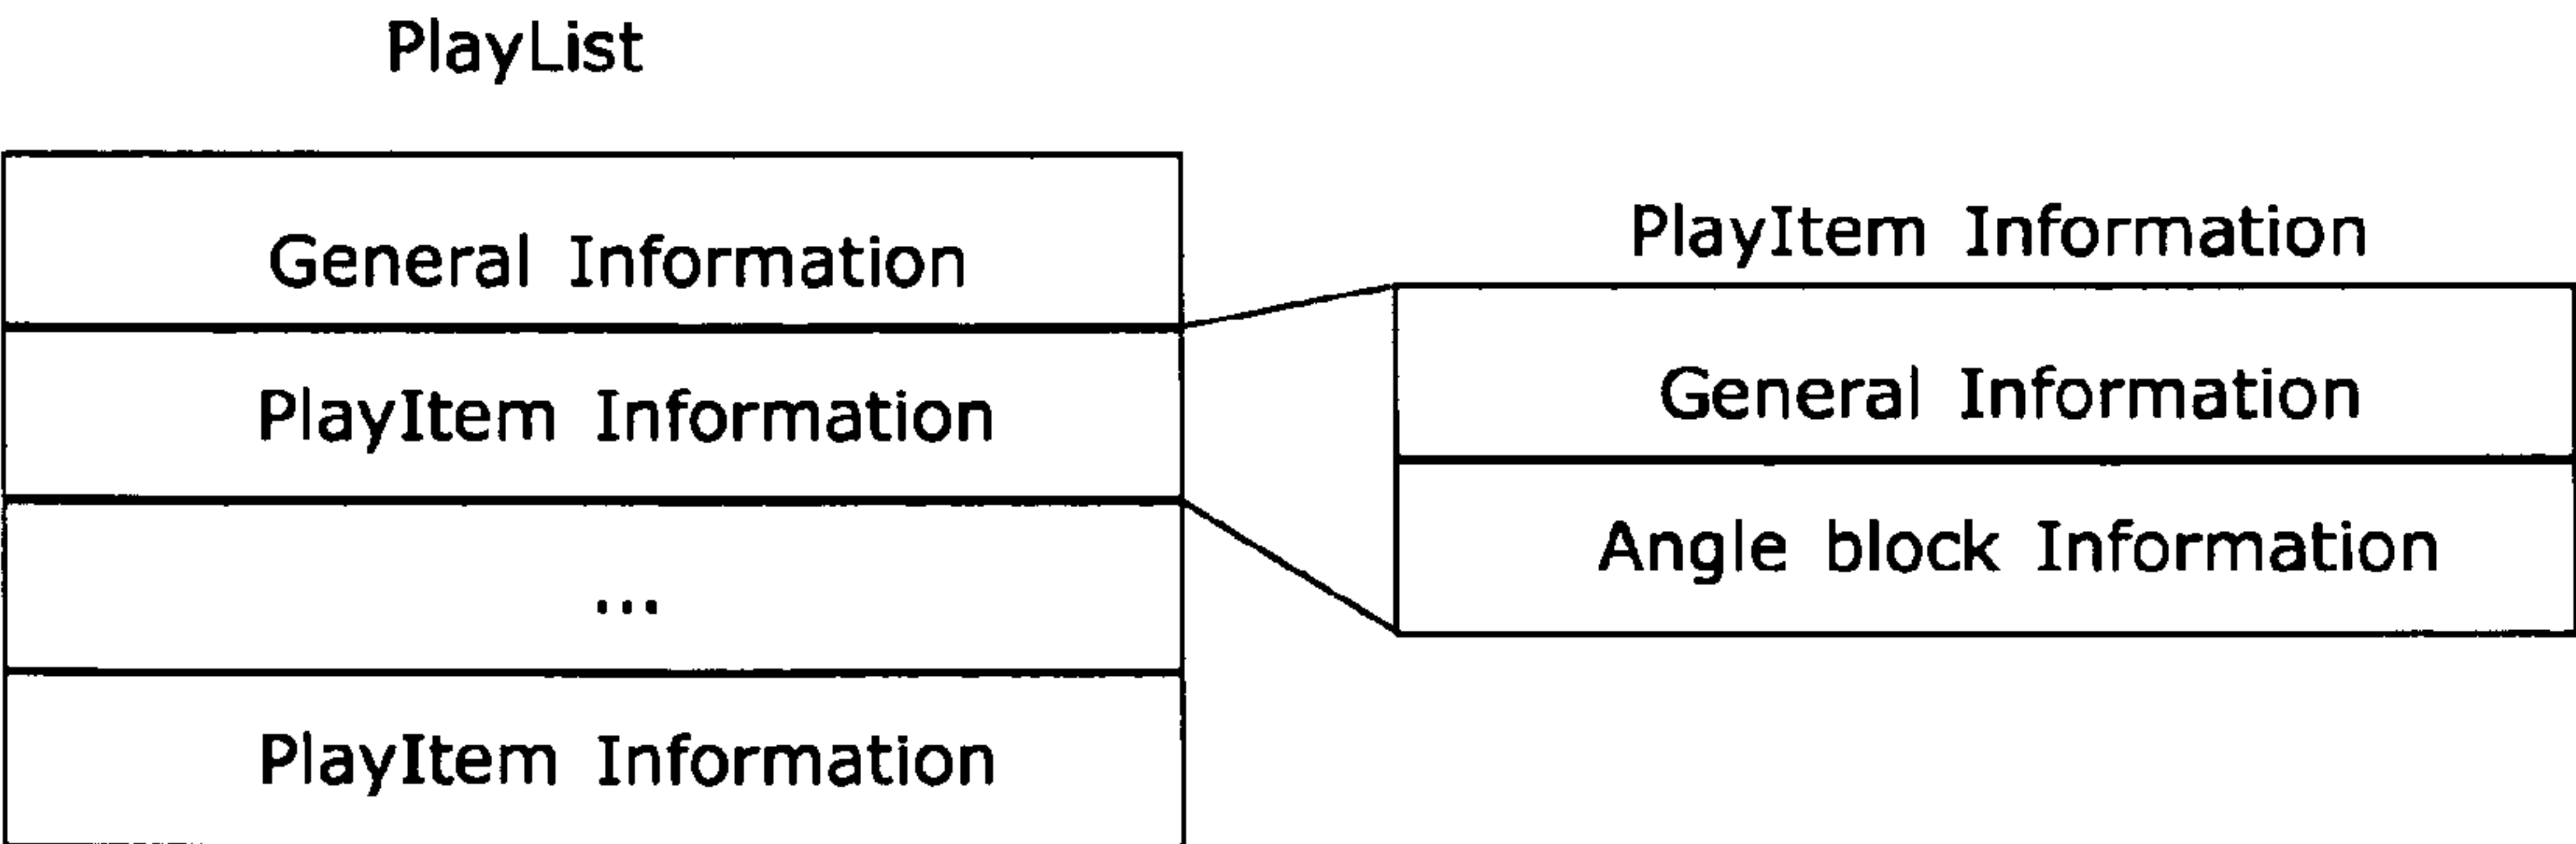 PlayList
General Information
PlayItem Information
...
PlayItem Information
PlayItem Information
General Information
Angle block Information